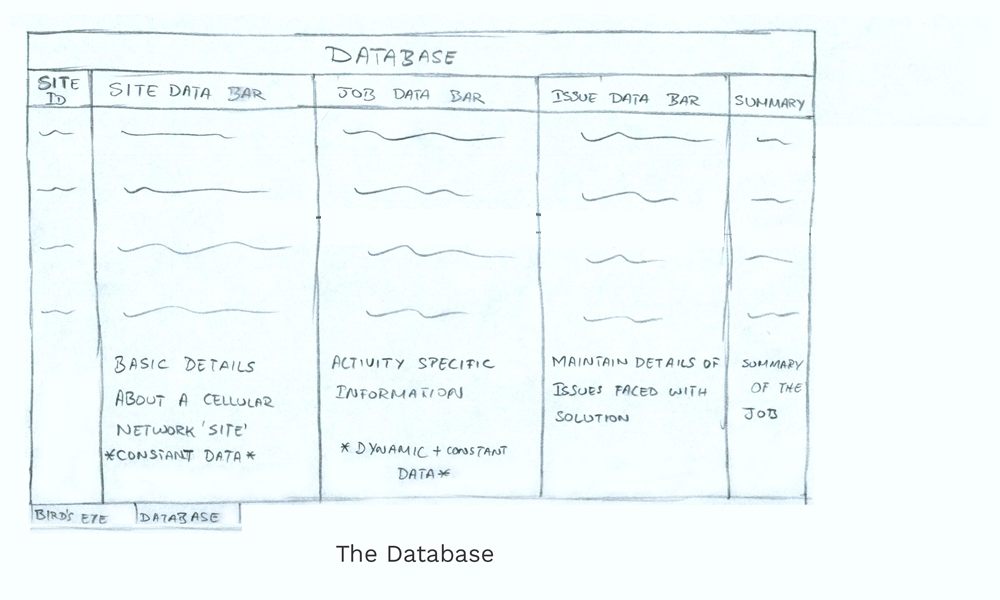 DATABASE
SITE ID
SITE DATA BAR
JOB DATA BAR
ISSUE DATA BAR
SUMMARY
BASIC DETAILS
ABOUT A CELLULAR
NETWORK 'SITE'
*CONSTANT DATA*
ACTIVITY SPECIFIC
INFORMATION
* DYNAMIC + CONSTANT
DATA*
MAINTAIN DETAILS OF
ISSUES FACED WITH
SOLUTION
SUMMARY
OF THE
JOB
BIRD'S EYE
DATABASE
The Database